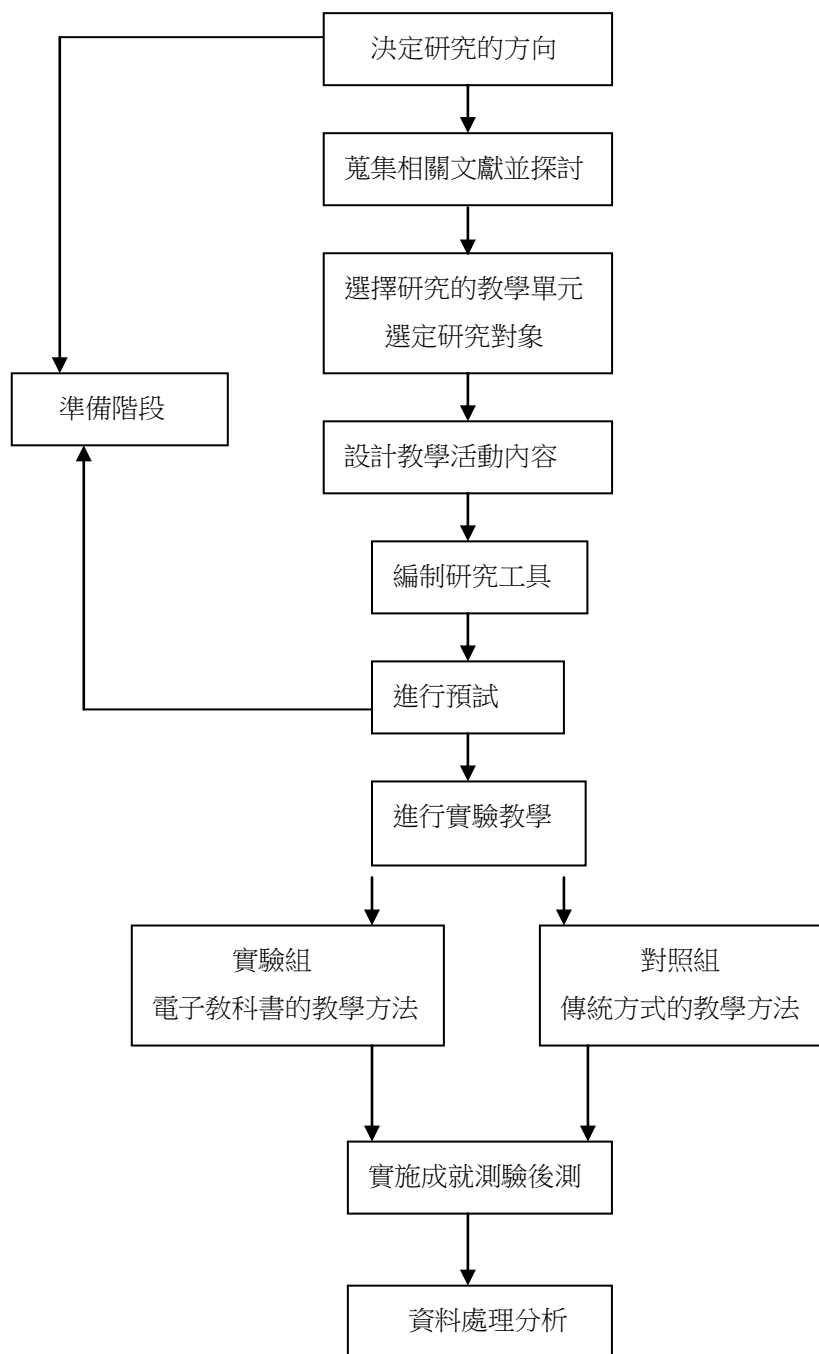 決定研究的方向
蒐集相關文獻並探討
選擇研究的教學單元
選定研究對象
準備階段
設計教學活動內容
編制研究工具
進行預試
進行實驗教學
實驗組
電子教科書的教學方法
對照組
傳統方式的教學方法
實施成就測驗後測
資料處理分析